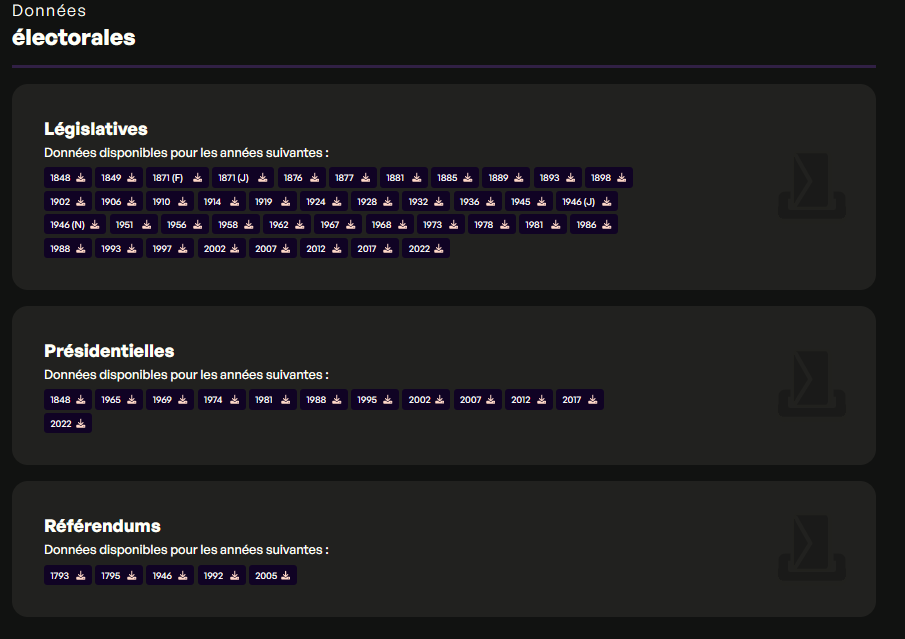 Données
électorales
Législatives
Données disponibles pour les années suivantes :
1848 1849 1871 (F) 1871 (J) 1876 1877 1881 1885 1889 1893 1898
1902 1906 1910 1914 1919 1924 1928 1932 1936 1945 1946 (J)
1946 (N) 1951 1956 1958 1962 1967 1968 1973 1978 1981 1986
1988 1993 1997 2002 2007 2012 2017 2022
Présidentielles
Données disponibles pour les années suivantes :
1848 1965 1969 1974 1981 1988 1995 2002 2007 2012 2017
2022
Référendums
Données disponibles pour les années suivantes :
1793 1795 1946 1992 2005